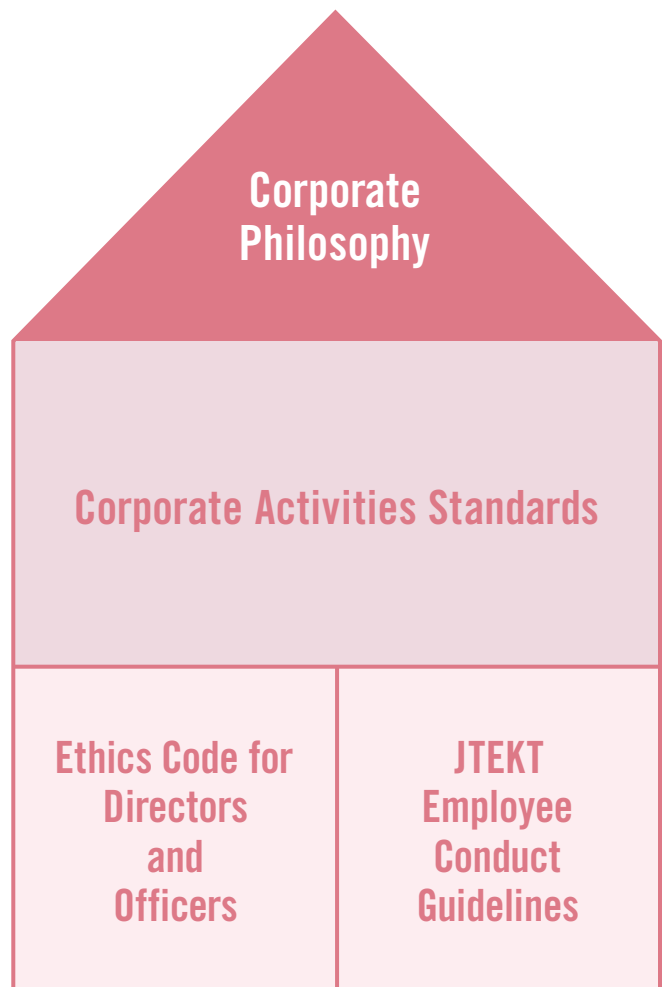 Corporate
Philosophy
Corporate Activities Standards
Ethics Code for
Directors
and
Officers
JTEKT
Employee
Conduct
Guidelines